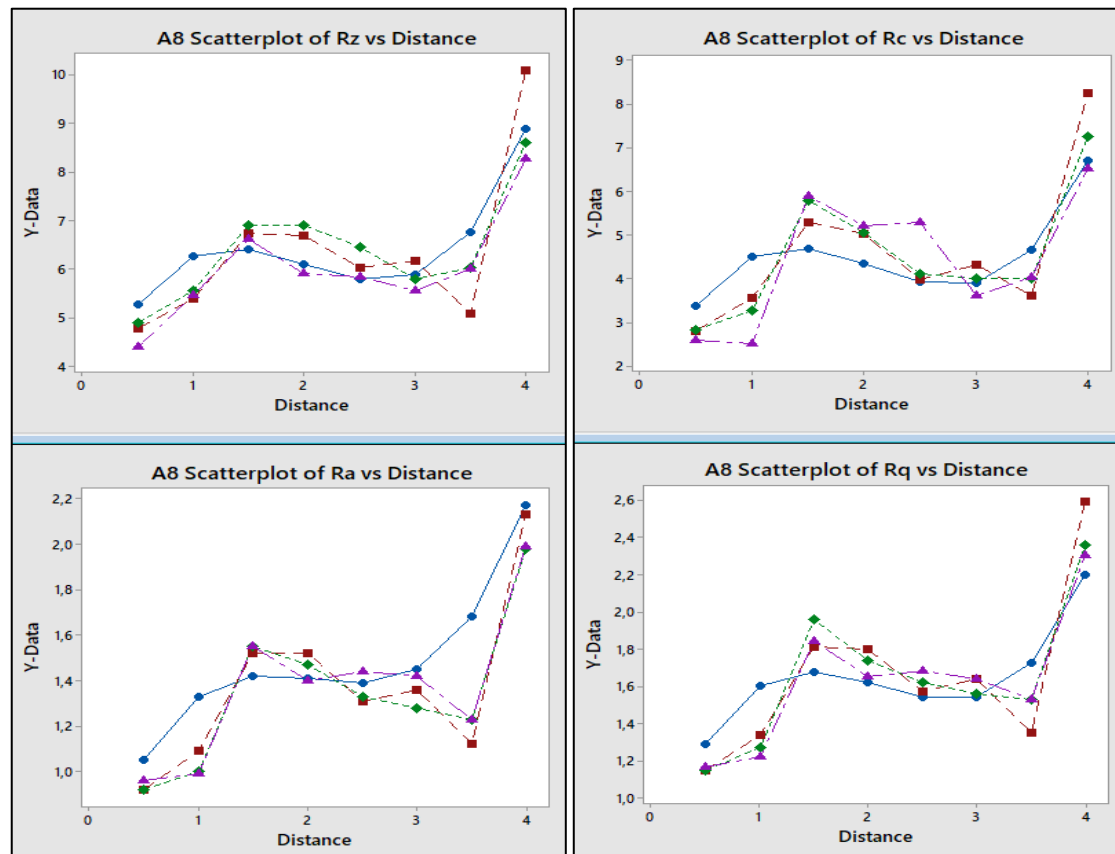 A8 Scatterplot of Rz vs Distance
Y-Data
10
9
8
7
6
5
4
0 1 2 3 4
Distance
A8 Scatterplot of Rc vs Distance
Y-Data
9
8
7
6
5
4
3
2
0 1 2 3 4
Distance
A8 Scatterplot of Ra vs Distance
Y-Data
2,2
2,0
1,8
1,6
1,4
1,2
1,0
0 1 2 3 4
Distance
A8 Scatterplot of Rq vs Distance
Y-Data
2,6
2,4
2,2
2,0
1,8
1,6
1,4
1,2
1,0
0 1 2 3 4
Distance